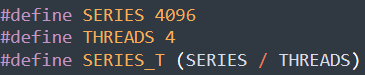 #define SERIES 4096
#define THREADS 4
#define SERIES_T (SERIES / THREADS)